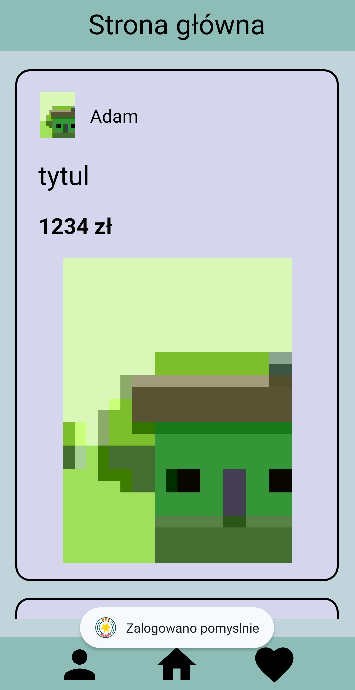 Strona główna
Adam
tytul
1234 zł
Zalogowano pomyslnie